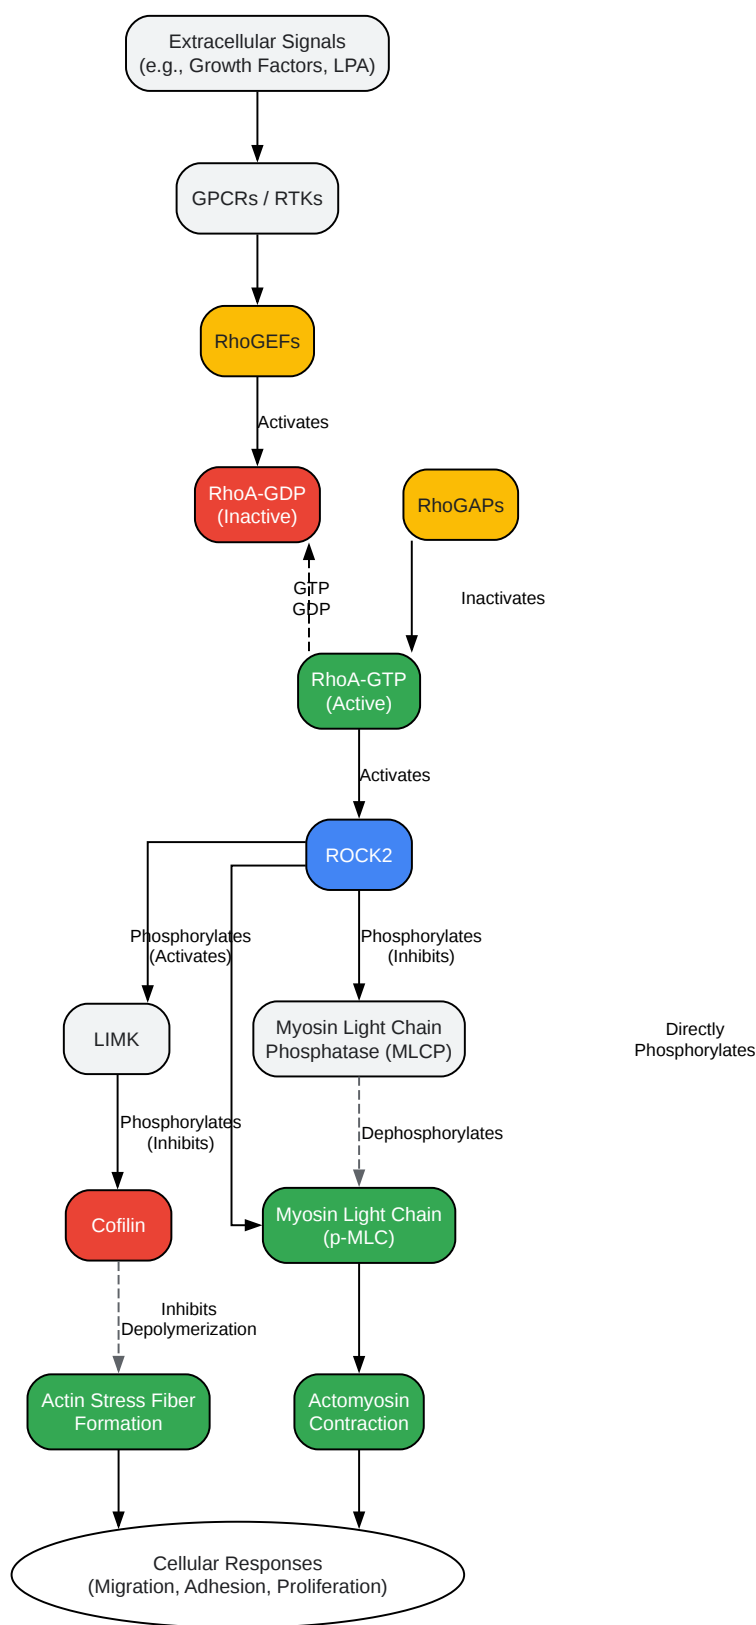 Extracellular Signals
(e.g., Growth Factors, LPA)
GPCRs / RTKs
RhoGEFs
Activates
RhoA-GDP
(Inactive)
RhoGAPs
GTP
GDP
Inactivates
RhoA-GTP
(Active)
Activates
ROCK2
Phosphorylates
(Activates)
Phosphorylates
(Inhibits)
LIMK
Myosin Light Chain
Phosphatase (MLCP)
Directly
Phosphorylates
Phosphorylates
(Inhibits)
Dephosphorylates
Cofilin
Myosin Light Chain
(p-MLC)
Inhibits
Depolymerization
Actin Stress Fiber
Formation
Actomyosin
Contraction
Cellular Responses
(Migration, Adhesion, Proliferation)